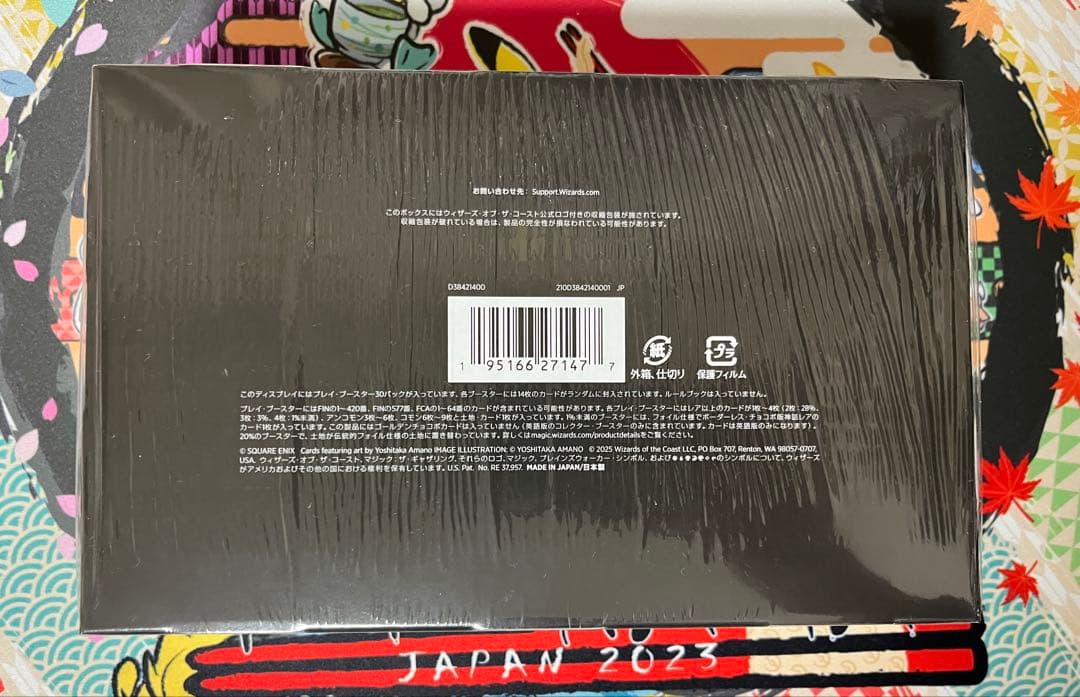 お問い合わせ先： Support.Wizards.com
このボックスにはウィザーズ・オブ・ザ・コースト公式ロゴ付きの収縮包装が施されています。
収縮包装が破れている場合は、製品の完全性が損なわれている可能性があります。
D38421400 210D3842140001 JP
1 95166 27147 7
紙 プラ
外箱、仕切り 保護フィルム
このディスプレイにはプレイ・ブースター30パックが入っています。各ブースターには14枚のカードがランダムに封入されています。ルールブックは入っていません。
プレイ・ブースターにはFINの1～420番、FINの577番、FCAの1～64番のカードが含まれている可能性があります。各プレイ・ブースターにはレア以上のカードが1枚～4枚（2枚：28%、
3枚：3%、4枚：1%未満）、アンコモン3枚～6枚、コモン6枚～9枚と土地・カード1枚が入っています。1%未満のブースターには、フォイル仕様でボーダーレス・チョコボ版神話レアの
カード1枚が入っています。この製品にはゴールデンチョコボカードは入っていません（英語版のコレクター・ブースターのみに含まれています。カードは英語版のみになります）。
20%のブースターで、土地が伝統的フォイル仕様の土地に置き替わっています。詳しくはmagic.wizards.com/productdetailsをご覧ください。
© SQUARE ENIX Cards featuring art by Yoshitaka Amano IMAGE ILLUSTRATION: © YOSHITAKA AMANO © 2025 Wizards of the Coast LLC, PO Box 707, Renton, WA 98057-0707,
USA. ウィザーズ・オブ・ザ・コースト、マジック：ザ・ギャザリング、それらのロゴ、マジック、プレインズウォーカー・シンボル、およびのシンボルについて、ウィザーズ
がアメリカおよびその他の国における権利を保有しています。U.S. Pat. No. RE 37,957. MADE IN JAPAN/日本製
JAPAN 2023